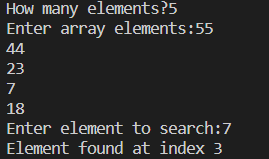 How many elements?5
Enter array elements:55
44
23
7
18
Enter element to search:7
Element found at index 3